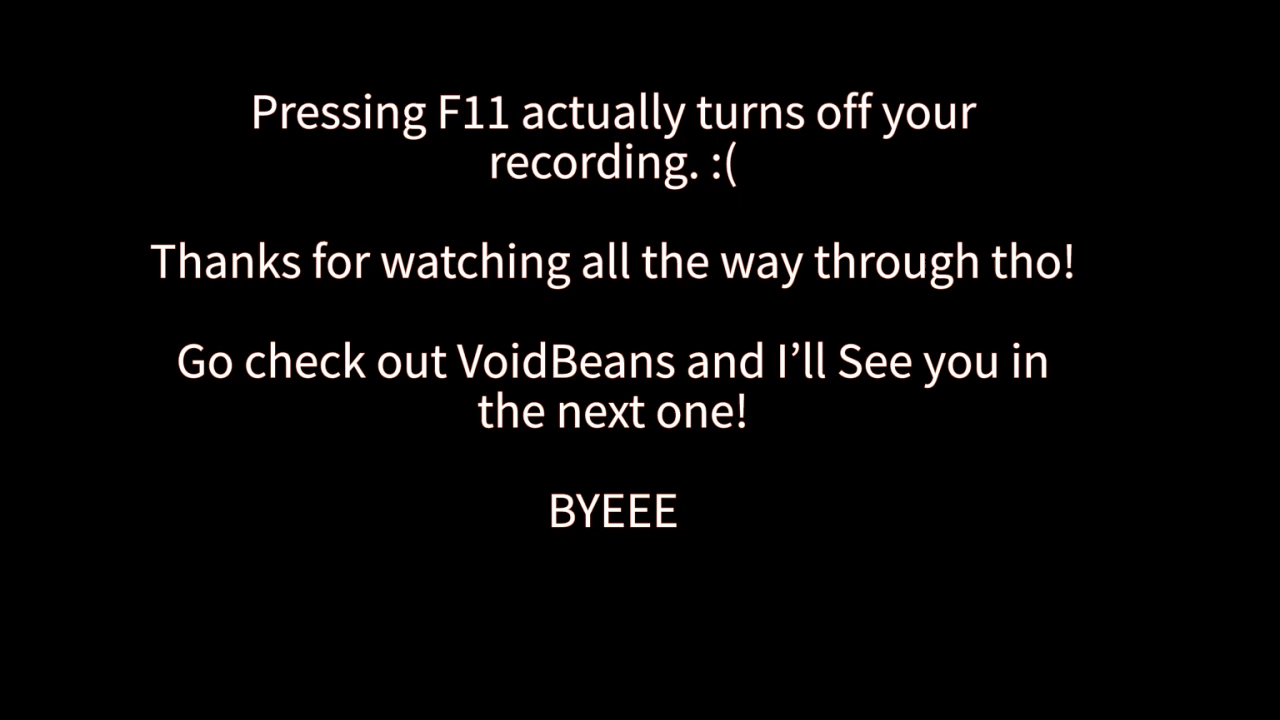 Pressing F11 actually turns off your
recording. :(
Thanks for watching all the way through tho!
Go check out VoidBeans and I’ll See you in
the next one!
BYEEE